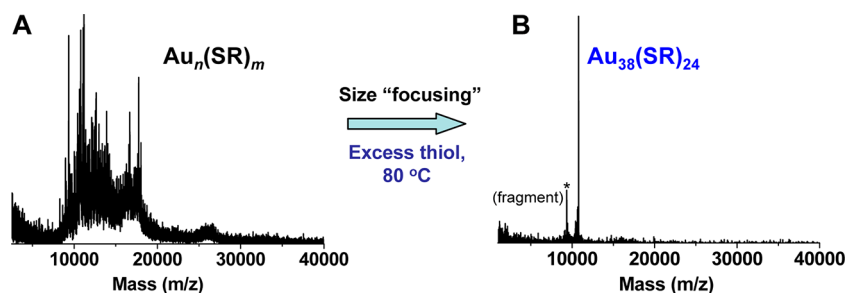 A
Aun(SR)m
10000 20000 30000 40000
Mass (m/z)
Size “focusing”
Excess thiol,
80 oC
B
Au38(SR)24
*
(fragment)
10000 20000 30000 40000
Mass (m/z)